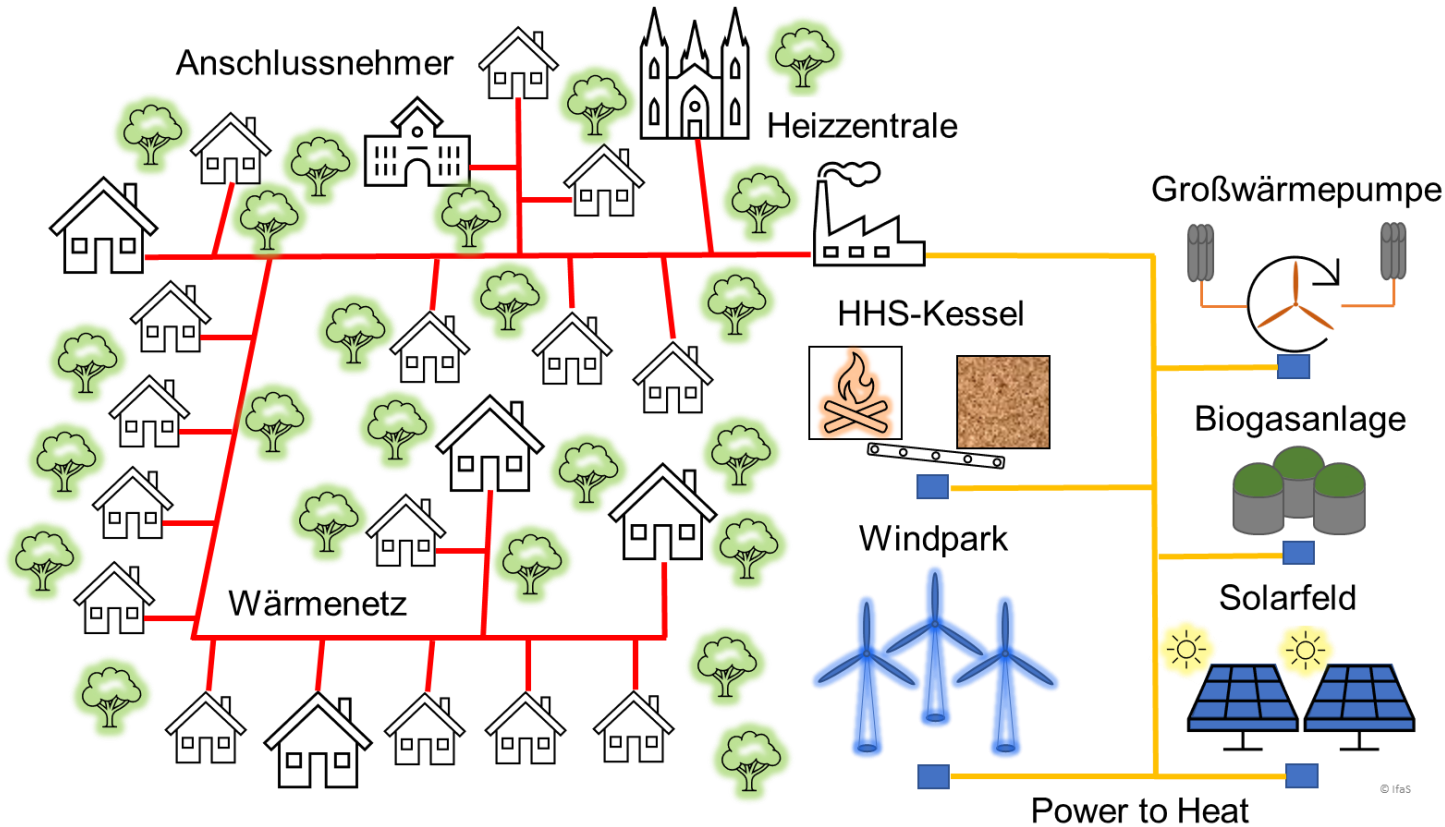 Anschlussnehmer
Heizzentrale
Großwärmepumpe
HHS-Kessel
Biogasanlage
Windpark
Solarfeld
Wärmenetz
Power to Heat
© IfaS